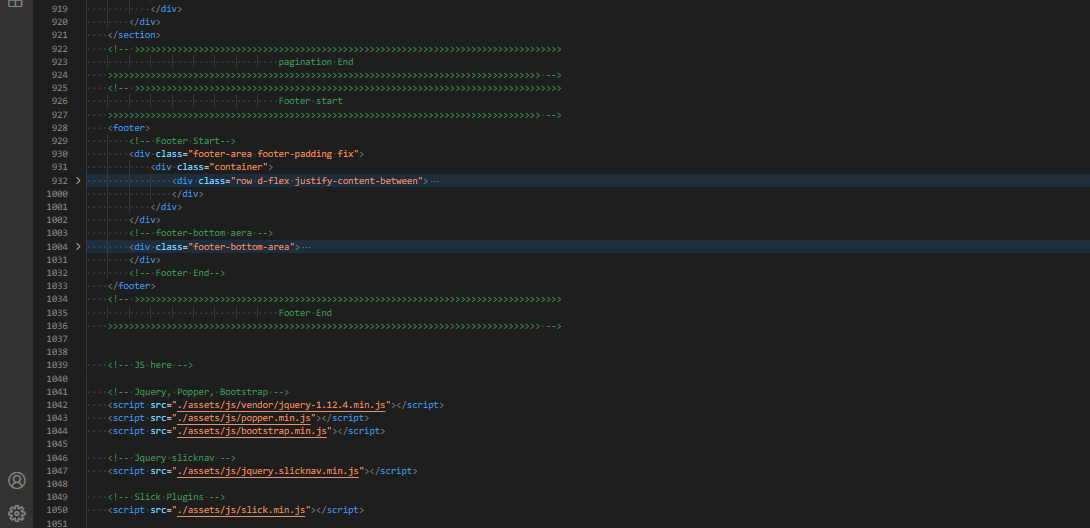 919 </div>
920 </div>
921 </section>
922 <!-- >>>>>>>>>>>>>>>>>>>>>>>>>>>>>>>>>>>>>>>>>>>>>>>>>>>>>>>>>>>>>>>>>>>>>>>>>>>>>>>>
923 pagination End
924 >>>>>>>>>>>>>>>>>>>>>>>>>>>>>>>>>>>>>>>>>>>>>>>>>>>>>>>>>>>>>>>>>>>>>>>>>>>>>>>>> -->
925 <!-- >>>>>>>>>>>>>>>>>>>>>>>>>>>>>>>>>>>>>>>>>>>>>>>>>>>>>>>>>>>>>>>>>>>>>>>>>>>>>>>>
926 Footer start
927 >>>>>>>>>>>>>>>>>>>>>>>>>>>>>>>>>>>>>>>>>>>>>>>>>>>>>>>>>>>>>>>>>>>>>>>>>>>>>>>>> -->
928 <footer>
929 <!-- Footer Start-->
930 <div class="footer-area footer-padding fix">
931 <div class="container">
932 <div class="row d-flex justify-content-between">…
1000 </div>
1001 </div>
1002 </div>
1003 <!-- footer-bottom aera -->
1004 <div class="footer-bottom-area">…
1031 </div>
1032 <!-- Footer End-->
1033 </footer>
1034 <!-- >>>>>>>>>>>>>>>>>>>>>>>>>>>>>>>>>>>>>>>>>>>>>>>>>>>>>>>>>>>>>>>>>>>>>>>>>>>>>>>>
1035 Footer End
1036 >>>>>>>>>>>>>>>>>>>>>>>>>>>>>>>>>>>>>>>>>>>>>>>>>>>>>>>>>>>>>>>>>>>>>>>>>>>>>>>>> -->
1037
1038
1039 <!-- JS here -->
1040
1041 <!-- Jquery, Popper, Bootstrap -->
1042 <script src="./assets/js/vendor/jquery-1.12.4.min.js"></script>
1043 <script src="./assets/js/popper.min.js"></script>
1044 <script src="./assets/js/bootstrap.min.js"></script>
1045
1046 <!-- Jquery slicknav -->
1047 <script src="./assets/js/jquery.slicknav.min.js"></script>
1048
1049 <!-- Slick Plugins -->
1050 <script src="./assets/js/slick.min.js"></script>
1051